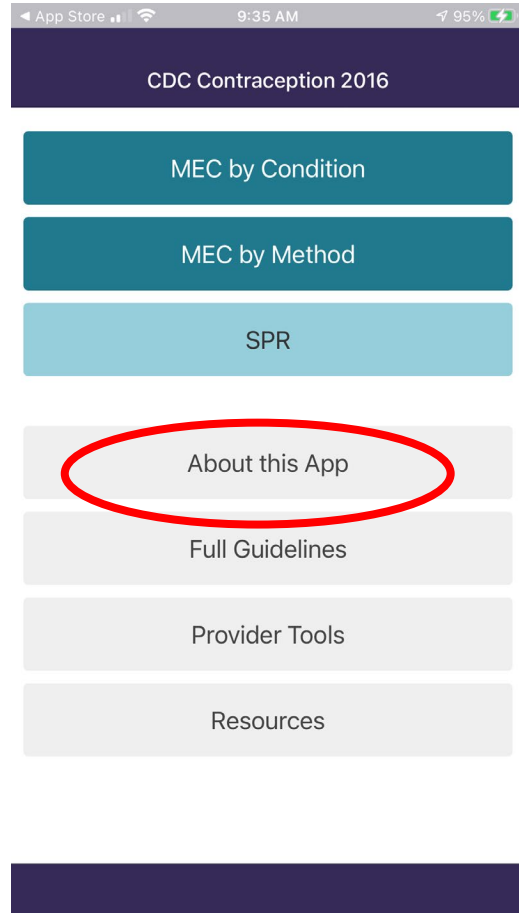 App Store 9:35 AM 95%
CDC Contraception 2016
MEC by Condition
MEC by Method
SPR
About this App
Full Guidelines
Provider Tools
Resources